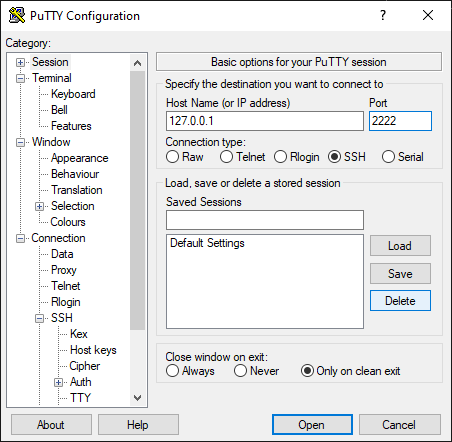 PuTTY Configuration
Category:
Session
Terminal
Keyboard
Bell
Features
Window
Appearance
Behaviour
Translation
Selection
Colours
Connection
Data
Proxy
Telnet
Rlogin
SSH
Kex
Host keys
Cipher
Auth
TTY
Basic options for your PuTTY session
Specify the destination you want to connect to
Host Name (or IP address) Port
127.0.0.1 2222
Connection type:
Raw Telnet Rlogin SSH Serial
Load, save or delete a stored session
Saved Sessions
Default Settings
Load
Save
Delete
Close window on exit:
Always Never Only on clean exit
About Help Open Cancel